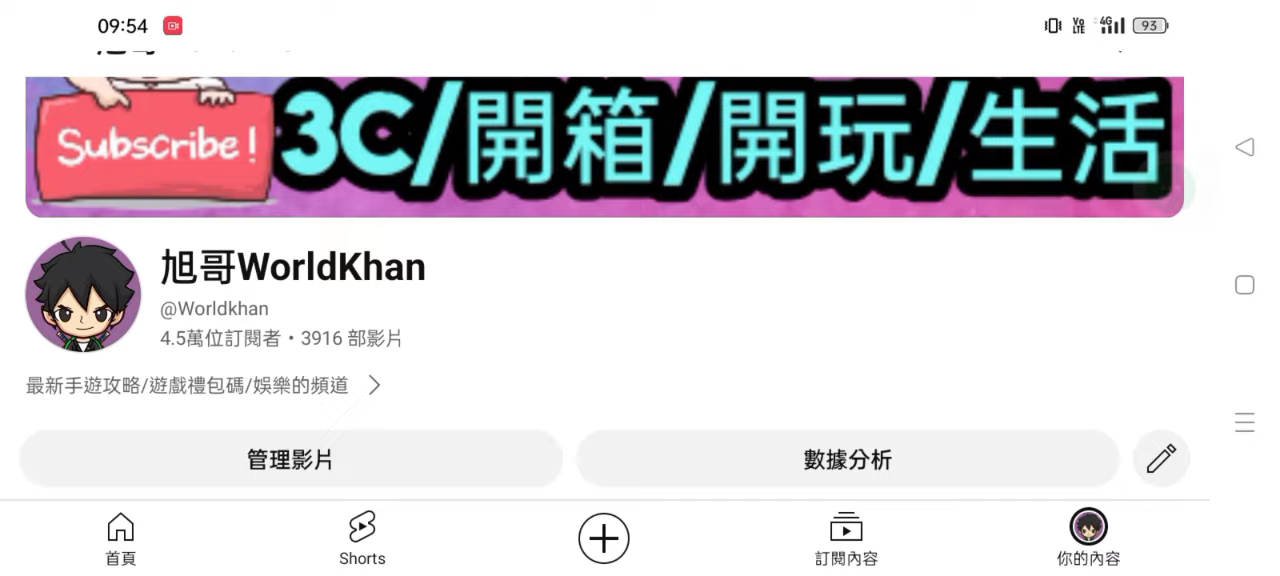 09:54
VoLTE 4G 93
Subscribe!
3C/開箱/開玩/生活
旭哥WorldKhan
@Worldkhan
4.5萬位訂閱者・3916 部影片
最新手遊攻略/遊戲禮包碼/娛樂的頻道
管理影片
數據分析
首頁
Shorts
訂閱內容
你的內容